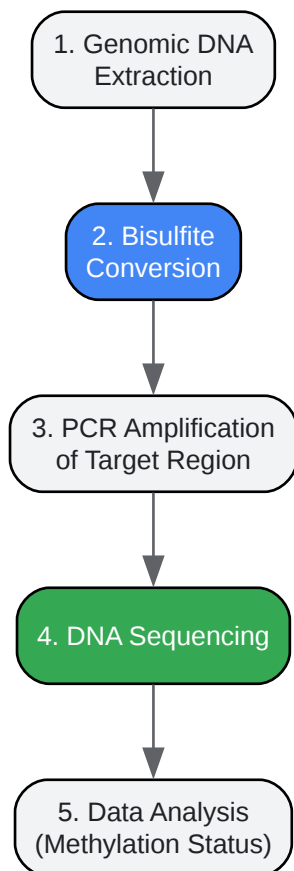 1. Genomic DNA
Extraction
2. Bisulfite
Conversion
3. PCR Amplification
of Target Region
4. DNA Sequencing
5. Data Analysis
(Methylation Status)